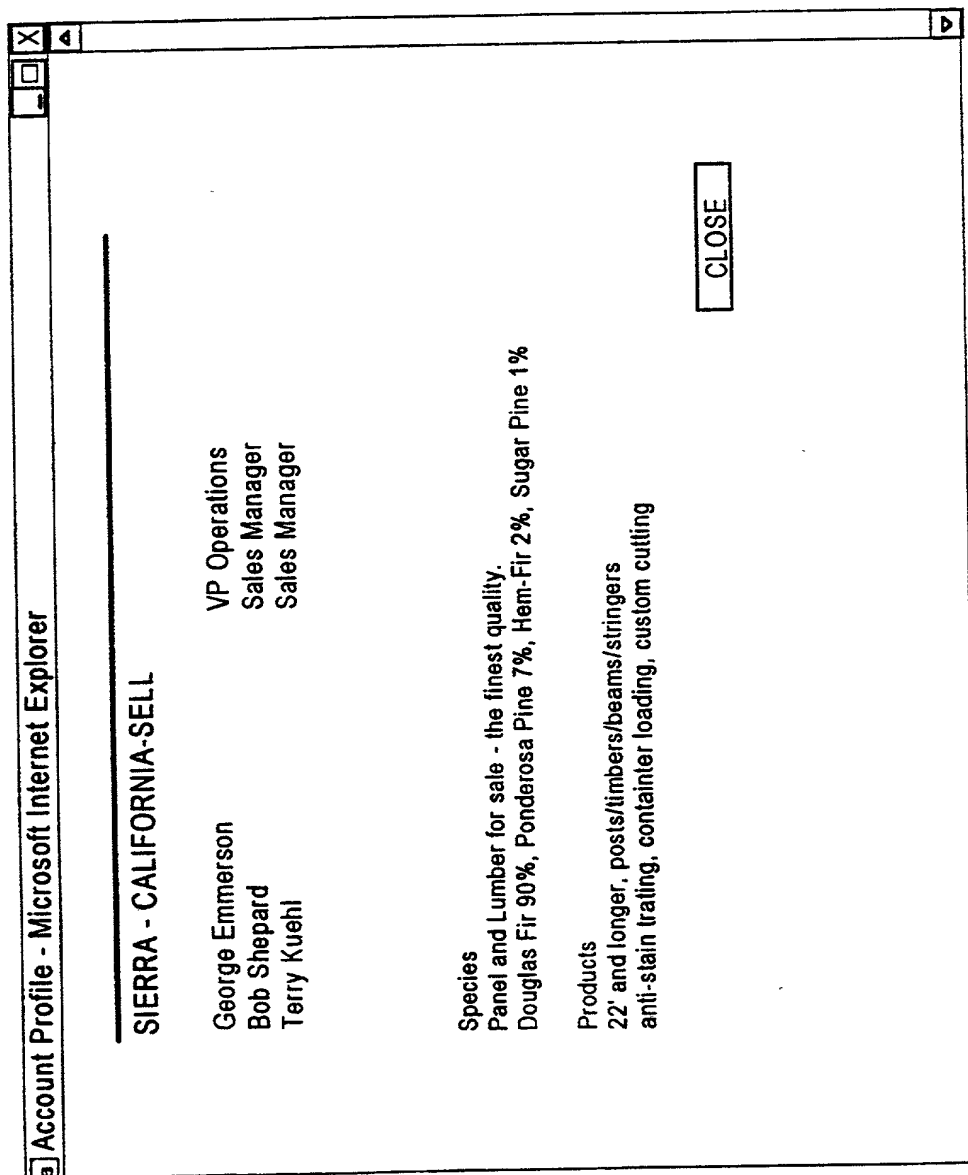 Account Profile - Microsoft Internet Explorer
SIERRA - CALIFORNIA-SELL
George Emmerson VP Operations
Bob Shepard Sales Manager
Terry Kuehl Sales Manager
Species
Panel and Lumber for sale - the finest quality.
Douglas Fir 90%, Ponderosa Pine 7%, Hem-Fir 2%, Sugar Pine 1%
Products
22' and longer, posts/timbers/beams/stringers
anti-stain trating, containter loading, custom cutting
CLOSE